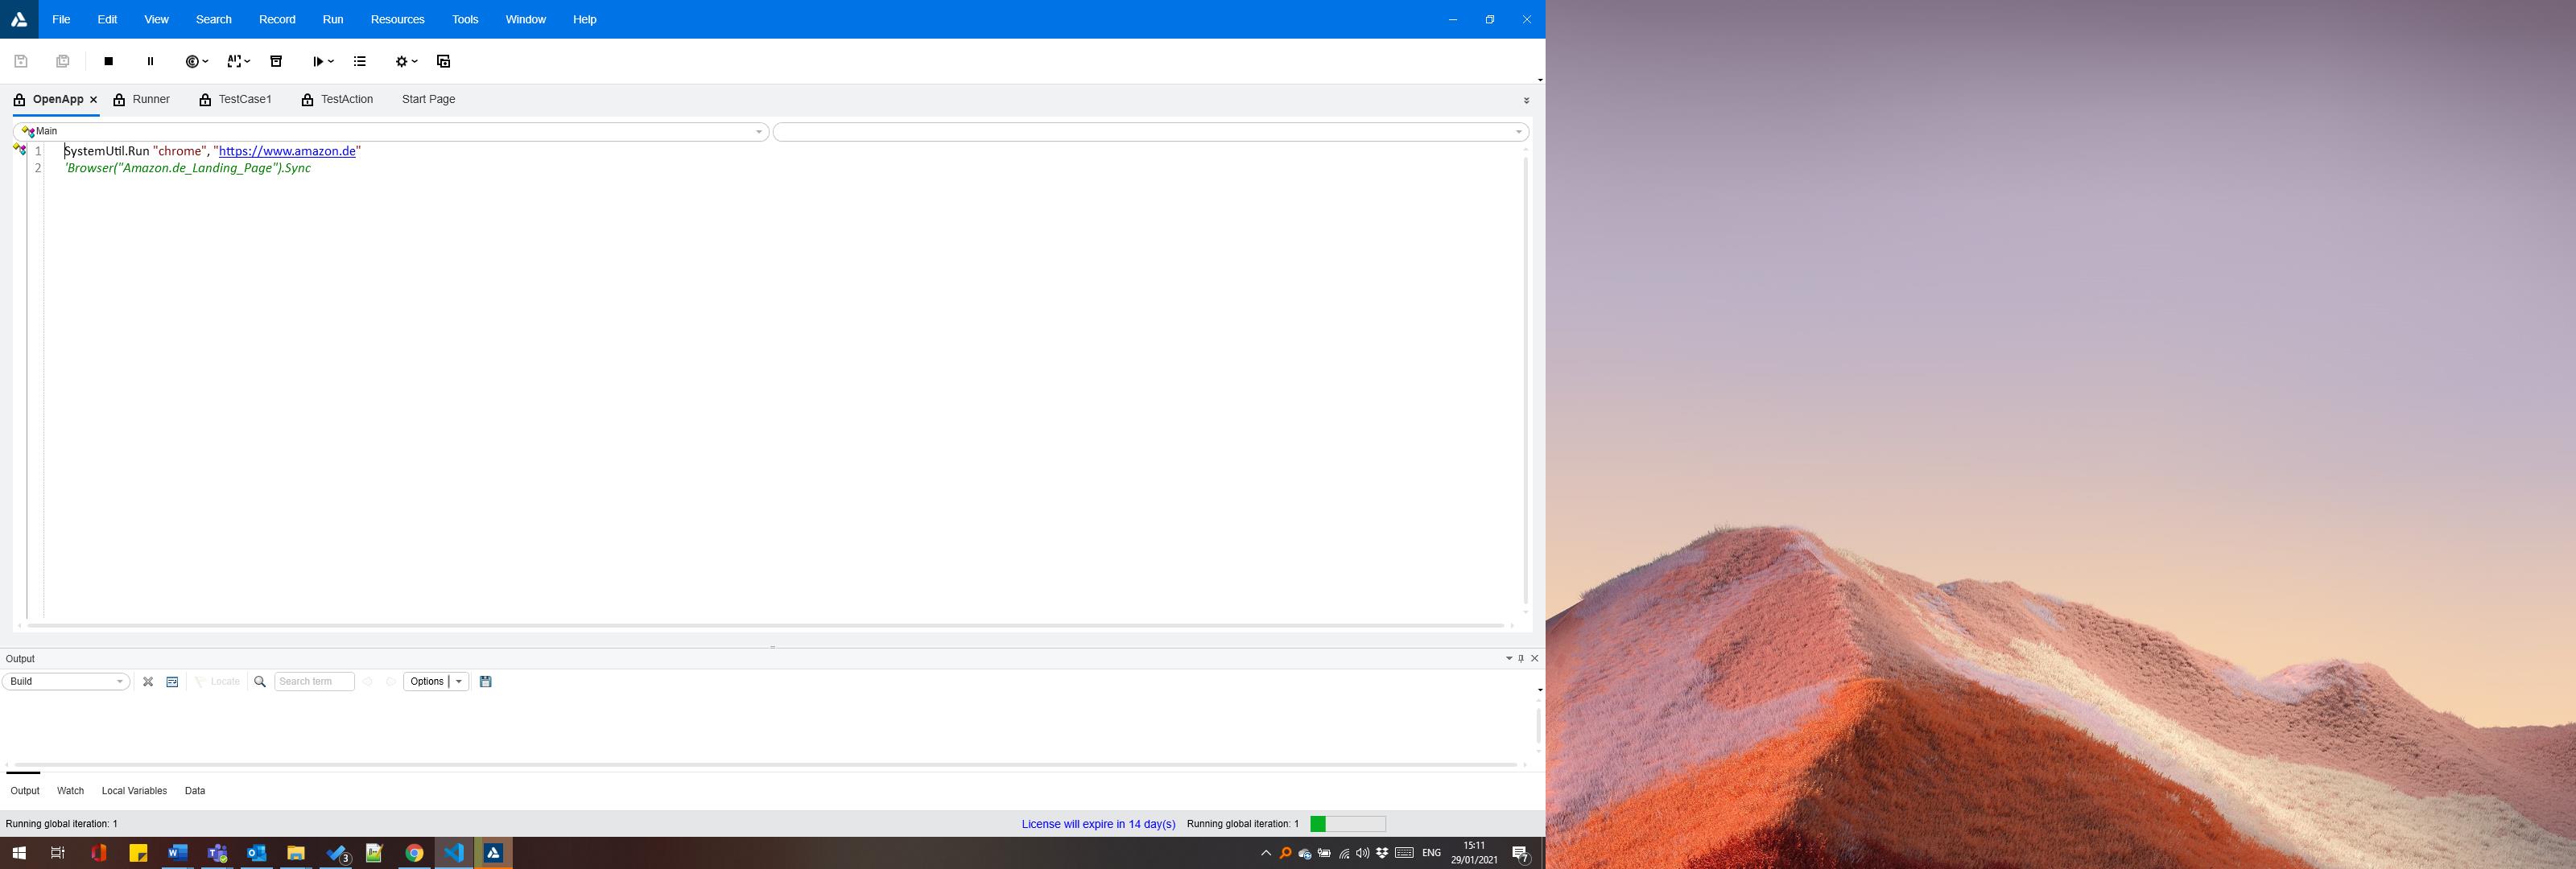 File Edit View Search Record Run Resources Tools Window Help
OpenApp Runner TestCase1 TestAction Start Page
Main
1 SystemUtil.Run "chrome", "https://www.amazon.de"
2 'Browser("Amazon.de_Landing_Page").Sync
Output
Build Locate Search term Options
Output Watch Local Variables Data
Running global iteration: 1 License will expire in 14 day(s) Running global iteration: 1
3 ENG 15:11 7
29/01/2021